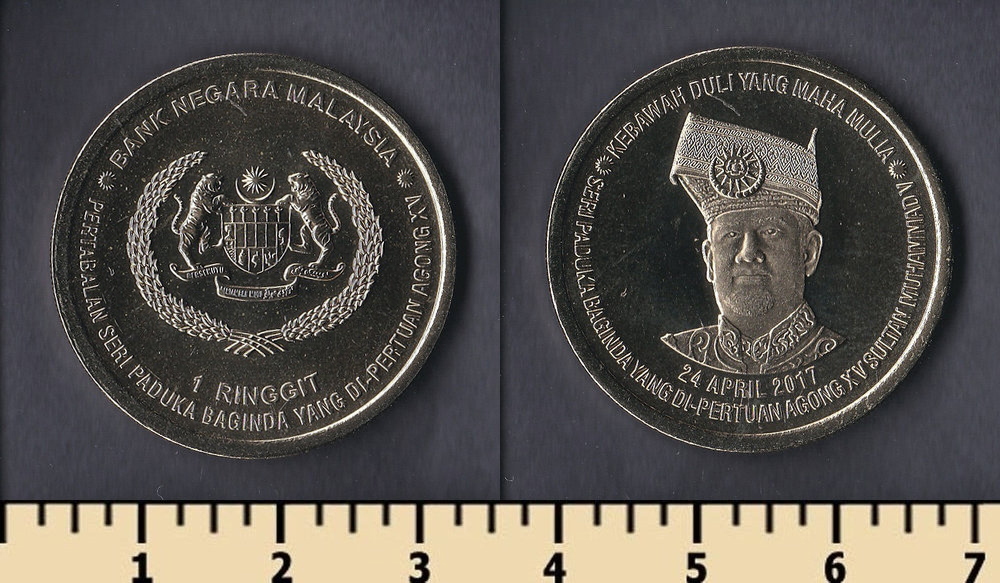 BANK NEGARA MALAYSIA
PERTABALAN SERI PADUKA BAGINDA YANG DI-PERTUAN AGONG XV
BERSEKUTU
1 RINGGIT
KEBAWAH DULI YANG MAHA MULIA
SERI PADUKA BAGINDA YANG DI-PERTUAN AGONG XV SULTAN MUHAMMAD V
24 APRIL 2017
1 2 3 4 5 6 7